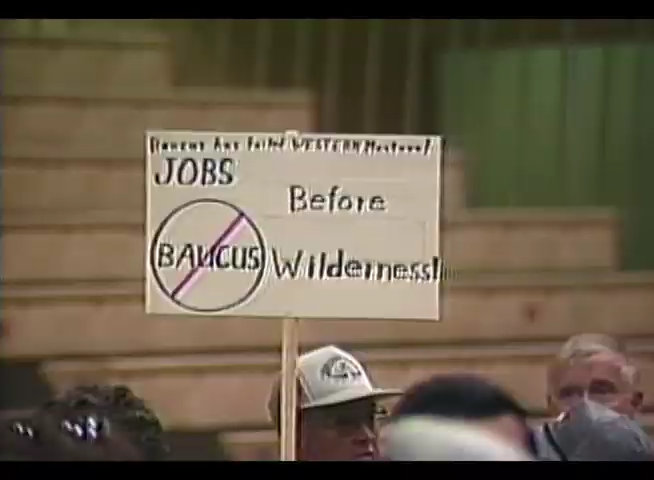 Baucus has failed WESTERN Montana!
JOBS
Before
BAUCUS Wilderness!